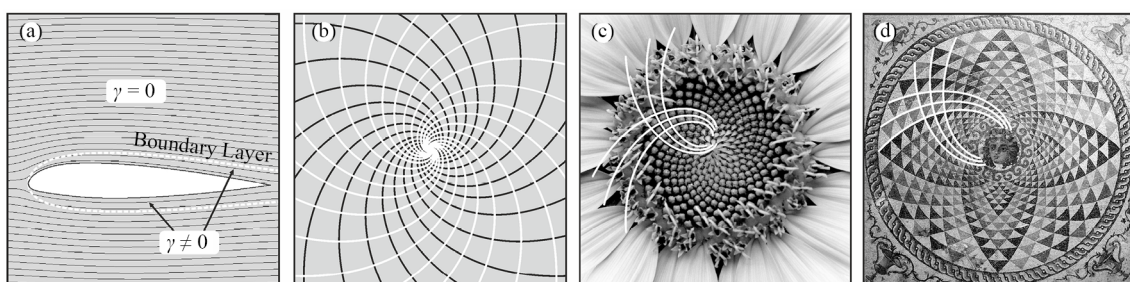 (a)
γ = 0
Boundary Layer
γ ≠ 0
(b)
(c)
(d)